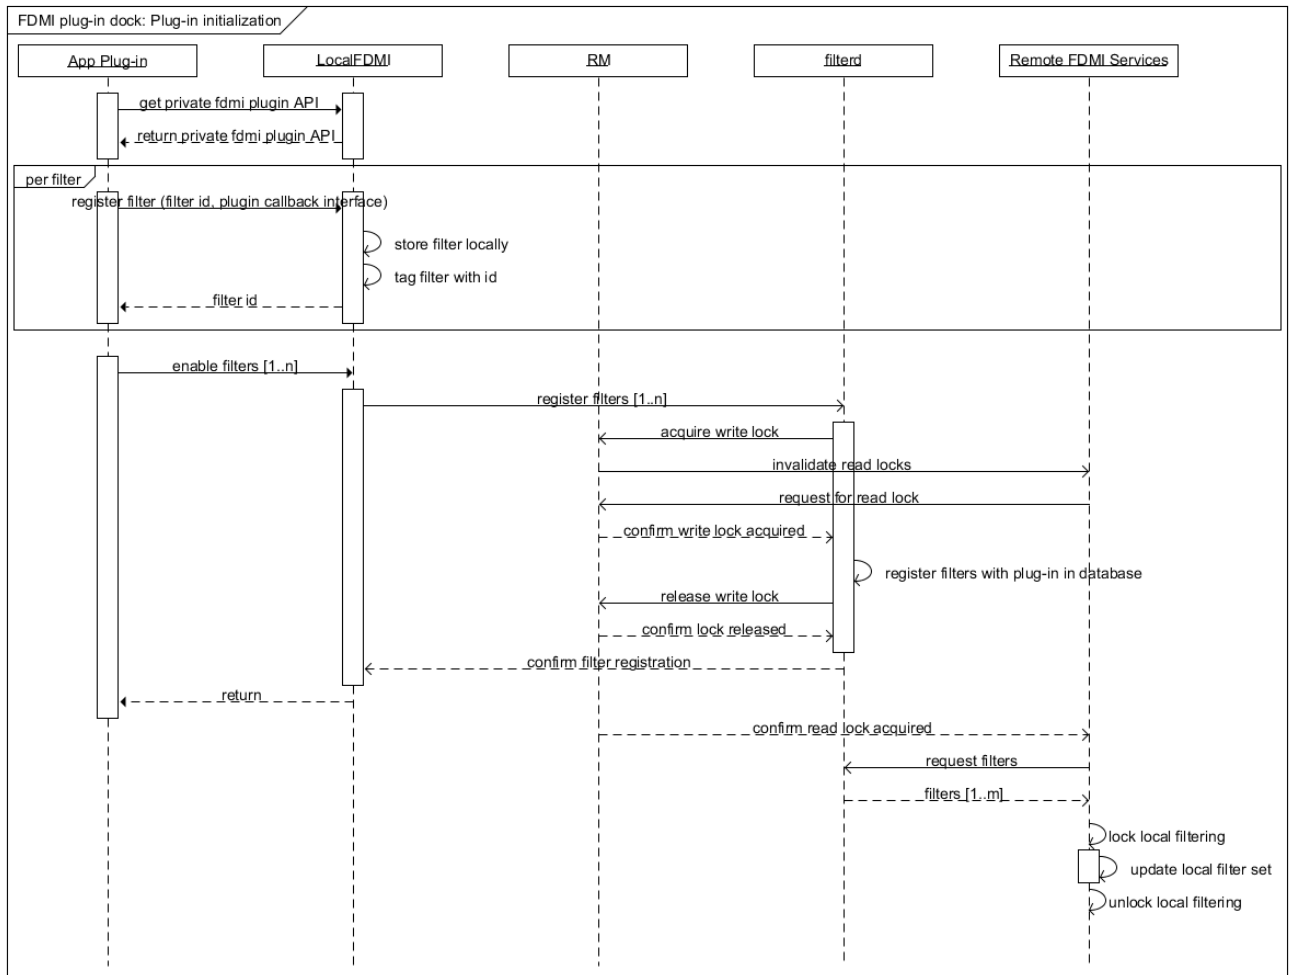 FDMI plug-in dock: Plug-in initialization
App Plug-in
LocalFDMI
RM
filterd
Remote FDMI Services
get private fdmi plugin API
return private fdmi plugin API
per filter
register filter (filter id, plugin callback interface)
store filter locally
tag filter with id
filter id
enable filters [1..n]
register filters [1..n]
acquire write lock
invalidate read locks
request for read lock
confirm write lock acquired
register filters with plug-in in database
release write lock
confirm lock released
confirm filter registration
return
confirm read lock acquired
request filters
filters [1..m]
lock local filtering
update local filter set
unlock local filtering